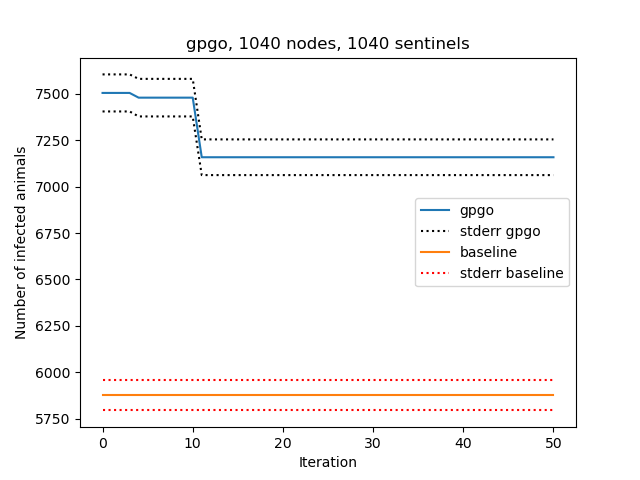 gpgo, 1040 nodes, 1040 sentinels
Number of infected animals
7500
7250
7000
6750
6500
6250
6000
5750
gpgo
stderr gpgo
baseline
stderr baseline
0 10 20 30 40 50
Iteration